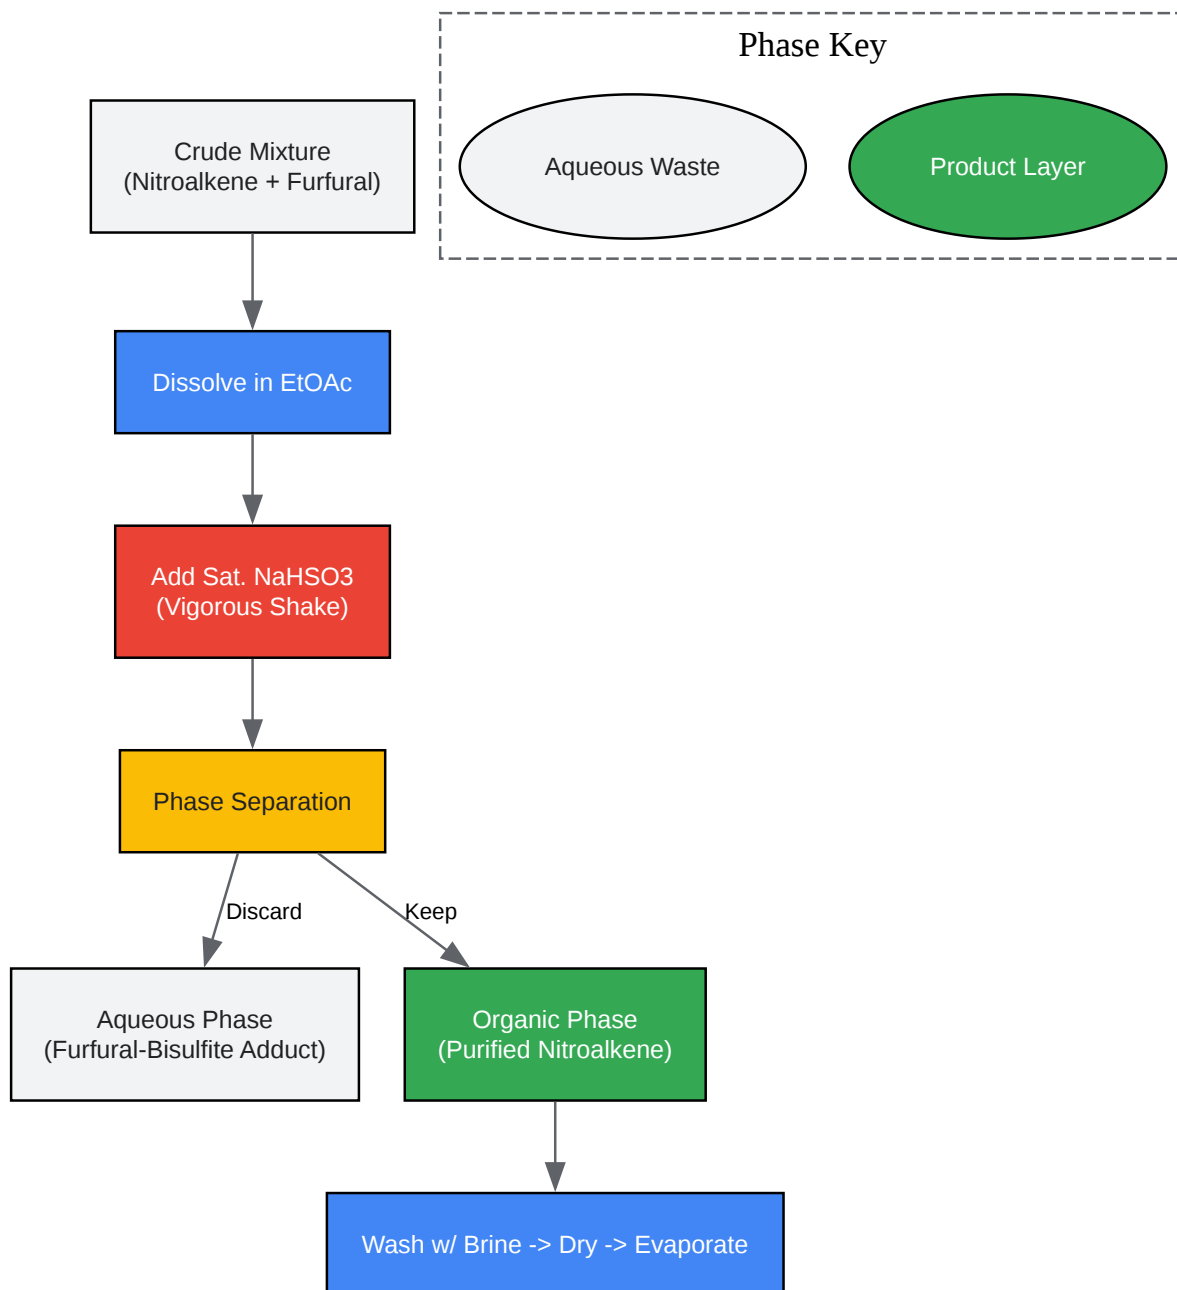 Phase Key
Crude Mixture
(Nitroalkene + Furfural)
Aqueous Waste
Product Layer
Dissolve in EtOAc
Add Sat. NaHSO3
(Vigorous Shake)
Phase Separation
Discard
Keep
Aqueous Phase
(Furfural-Bisulfite Adduct)
Organic Phase
(Purified Nitroalkene)
Wash w/ Brine -> Dry -> Evaporate